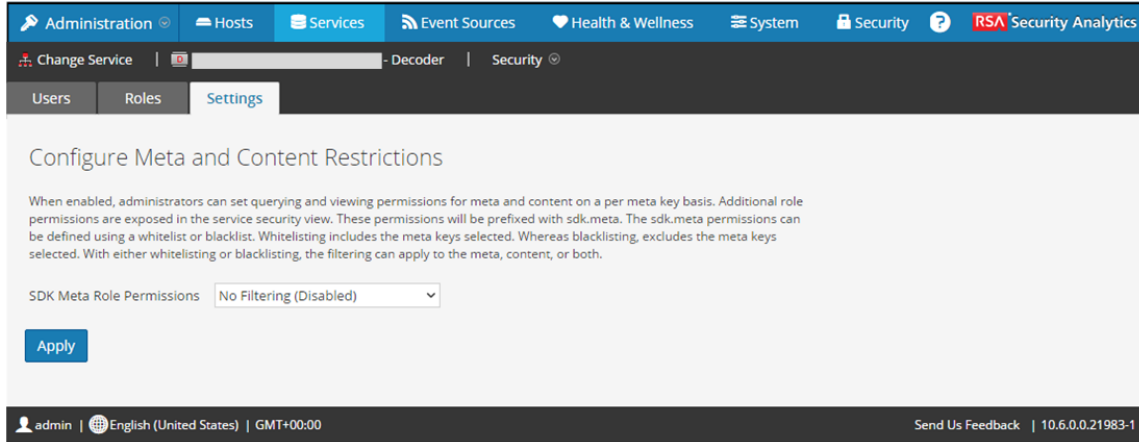 Administration Hosts Services Event Sources Health & Wellness System Security ? RSA Security Analytics
Change Service | D - Decoder | Security
Users Roles Settings
Configure Meta and Content Restrictions
When enabled, administrators can set querying and viewing permissions for meta and content on a per meta key basis. Additional role
permissions are exposed in the service security view. These permissions will be prefixed with sdk.meta. The sdk.meta permissions can
be defined using a whitelist or blacklist. Whitelisting includes the meta keys selected. Whereas blacklisting, excludes the meta keys
selected. With either whitelisting or blacklisting, the filtering can apply to the meta, content, or both.
SDK Meta Role Permissions No Filtering (Disabled)
Apply
admin | English (United States) | GMT+00:00 Send Us Feedback | 10.6.0.0.21983-1